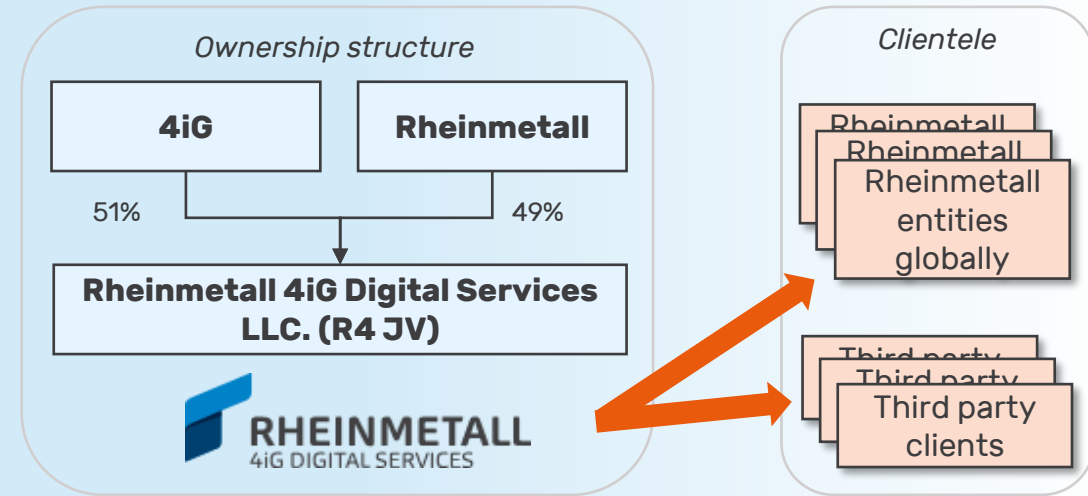 Ownership structure
4iG
Rheinmetall
51%
49%
Rheinmetall 4iG Digital Services
LLC. (R4 JV)
RHEINMETALL
4iG DIGITAL SERVICES
Clientele
Rheinmetall
Rheinmetall
Rheinmetall
entities
globally
Third party
Third party
Third party
clients